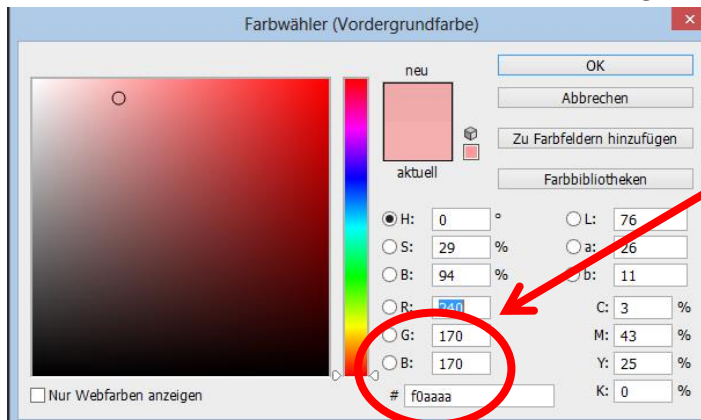 Farbwähler (Vordergrundfarbe)
neu
aktuell
OK
Abbrechen
Zu Farbfeldern hinzufügen
Farbbibliotheken
H: 0 °
S: 29 %
B: 94 %
R: 240
G: 170
B: 170
# f0aaaa
L: 76
a: 26
b: 11
C: 3 %
M: 43 %
Y: 25 %
K: 0 %
Nur Webfarben anzeigen